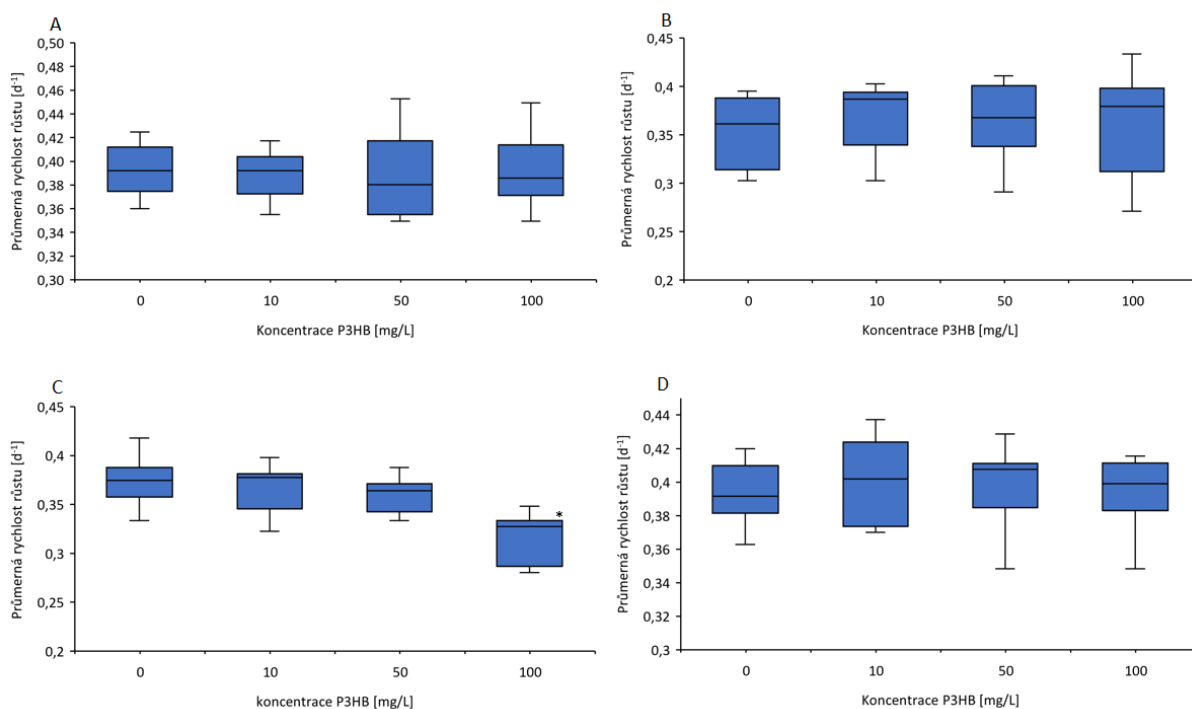 A
Průmerná rychlost růstu [d⁻¹]
0,50
0,48
0,46
0,44
0,42
0,40
0,38
0,36
0,34
0,32
0,30
0 10 50 100
Koncentrace P3HB [mg/L]
B
Průmerná rychlost růstu [d⁻¹]
0,45
0,4
0,35
0,3
0,25
0,2
0 10 50 100
Koncentrace P3HB [mg/L]
C
Průmerná rychlost růstu [d⁻¹]
0,45
0,4
0,35
0,3
0,25
0,2
*
0 10 50 100
koncentrace P3HB [mg/L]
D
Průmerná rychlost růstu [d⁻¹]
0,44
0,42
0,4
0,38
0,36
0,34
0,32
0,3
0 10 50 100
Koncentrace P3HB [mg/L]